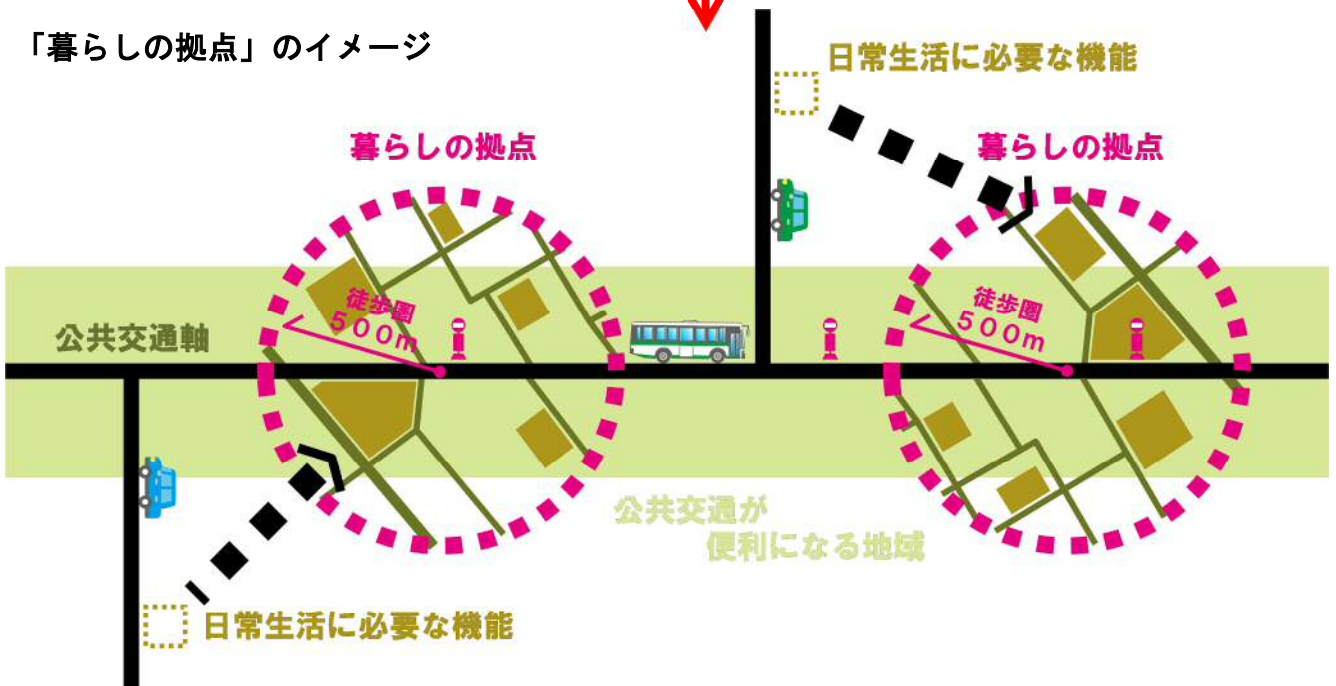 「暮らしの拠点」のイメージ
日常生活に必要な機能
暮らしの拠点
暮らしの拠点
徒歩圏
500m
徒歩圏
500m
公共交通軸
公共交通が
便利になる地域
日常生活に必要な機能